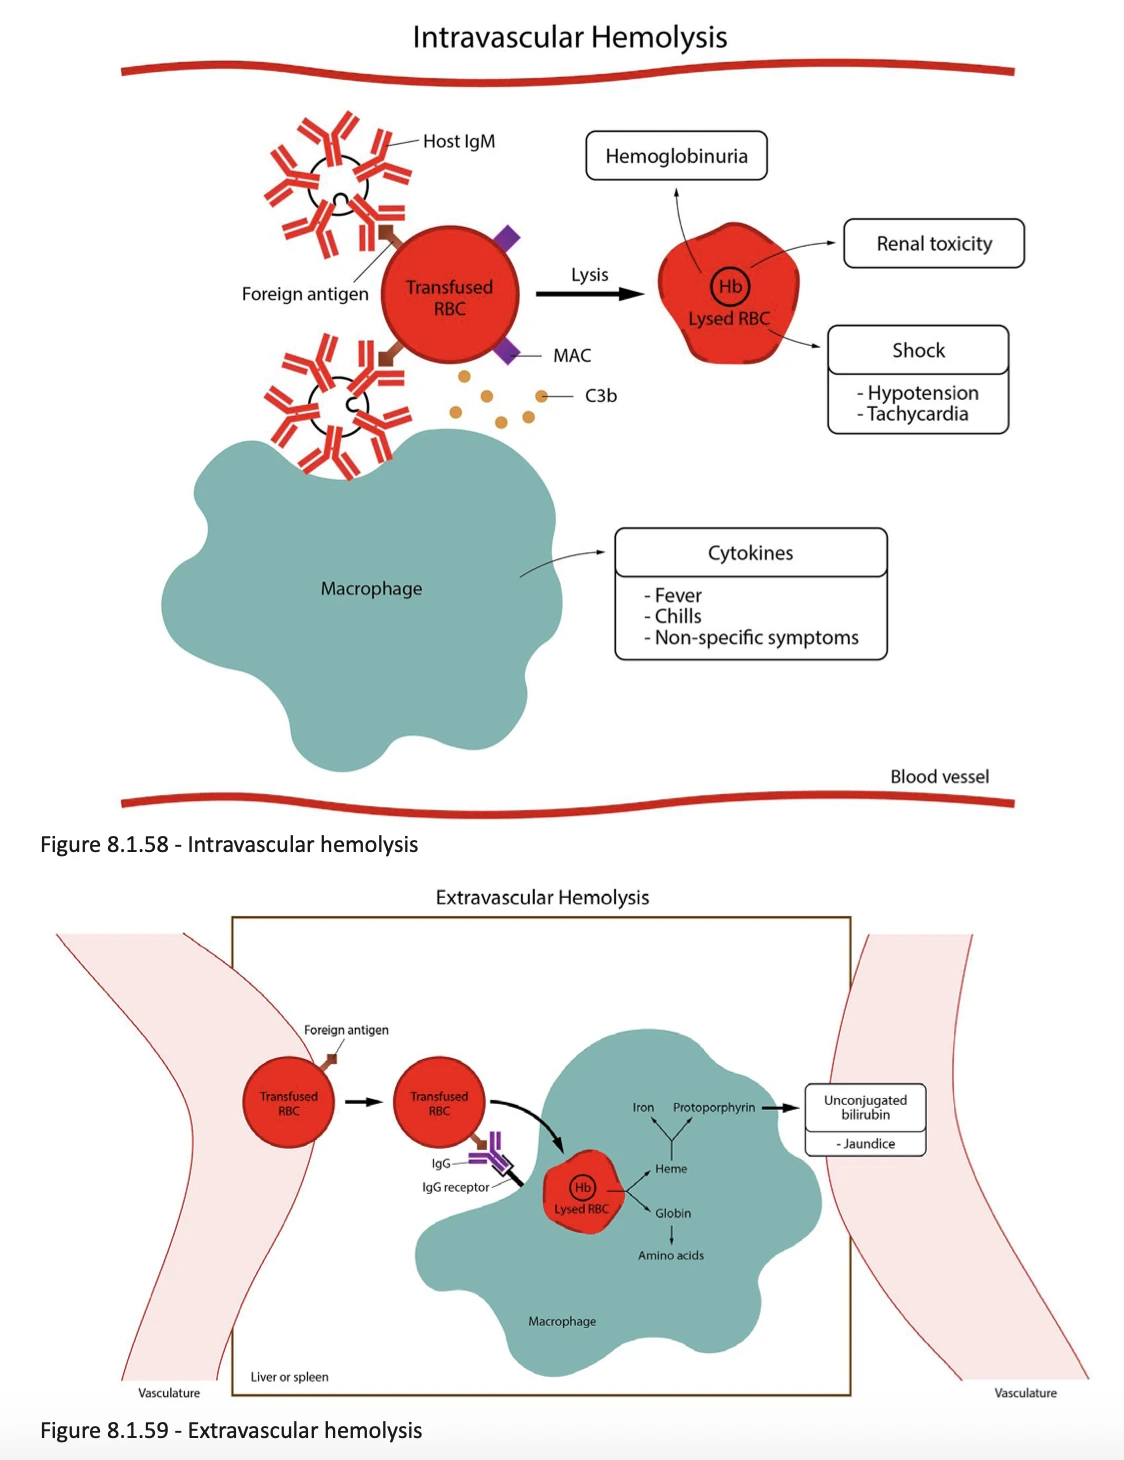 Intravascular Hemolysis
Host IgM
Hemoglobinuria
Renal toxicity
Foreign antigen
Transfused
RBC
Lysis
Hb
Lysed RBC
Shock
- Hypotension
- Tachycardia
MAC
C3b
Macrophage
Cytokines
- Fever
- Chills
- Non-specific symptoms
Blood vessel
Figure 8.1.58 - Intravascular hemolysis
Extravascular Hemolysis
Foreign antigen
Transfused
RBC
Transfused
RBC
IgG
IgG receptor
Hb
Lysed RBC
Iron
Protoporphyrin
Heme
Globin
Amino acids
Unconjugated
bilirubin
- Jaundice
Macrophage
Liver or spleen
Vasculature
Vasculature
Figure 8.1.59 - Extravascular hemolysis